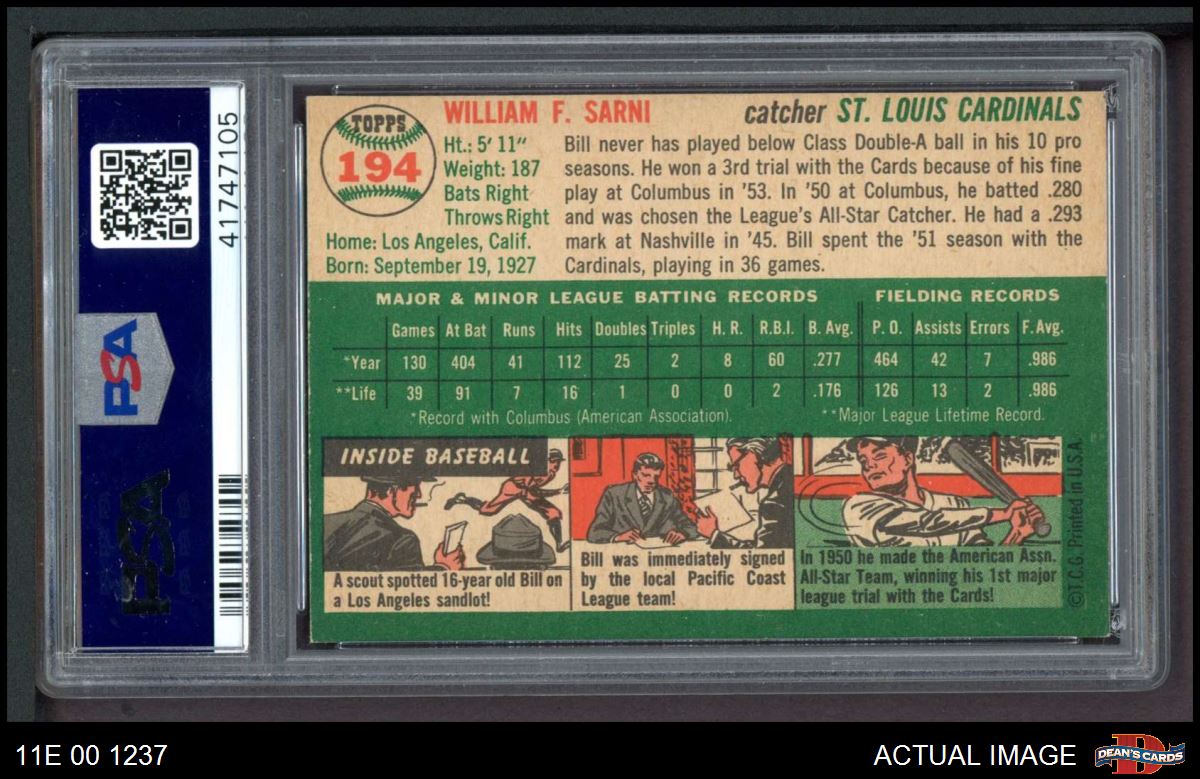 41747105
PSA
PSA
TOPPS
194
WILLIAM F. SARNI
catcher ST. LOUIS CARDINALS
Ht.: 5' 11"
Weight: 187
Bats Right
Throws Right
Home: Los Angeles, Calif.
Born: September 19, 1927
Bill never has played below Class Double-A ball in his 10 pro
seasons. He won a 3rd trial with the Cards because of his fine
play at Columbus in '53. In '50 at Columbus, he batted .280
and was chosen the League's All-Star Catcher. He had a .293
mark at Nashville in '45. Bill spent the '51 season with the
Cardinals, playing in 36 games.
MAJOR & MINOR LEAGUE BATTING RECORDS FIELDING RECORDS
Games At Bat Runs Hits Doubles Triples H. R. R.B.I. B. Avg. P. O. Assists Errors F. Avg.
*Year 130 404 41 112 25 2 8 60 .277 464 42 7 .986
**Life 39 91 7 16 1 0 0 2 .176 126 13 2 .986
*Record with Columbus (American Association). **Major League Lifetime Record.
INSIDE BASEBALL
A scout spotted 16-year old Bill on
a Los Angeles sandlot!
Bill was immediately signed
by the local Pacific Coast
League team!
In 1950 he made the American Assn.
All-Star Team, winning his 1st major
league trial with the Cards!
©T.C.G. Printed in U.S.A.
11E 00 1237
ACTUAL IMAGE
D
DEAN'S CARDS